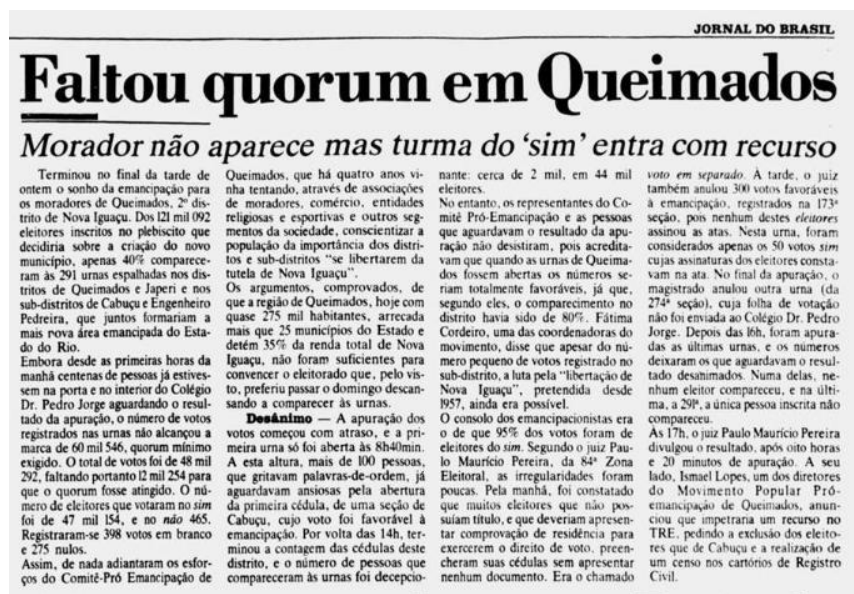 JORNAL DO BRASIL
Faltou quorum em Queimados
Morador não aparece mas turma do 'sim' entra com recurso
Terminou no final da tarde de
ontem o sonho da emancipação para
os moradores de Queimados, 2º dis-
trito de Nova Iguaçu. Dos 121 mil 092
eleitores inscritos no plebiscito que
decidiria sobre a criação do novo
município, apenas 40% comparece-
ram às 291 urnas espalhadas nos dis-
tritos de Queimados e Japeri e nos
sub-distritos de Cabuçu e Engenheiro
Pedreira, que juntos formariam a
mais nova área emancipada do Esta-
do do Rio.
Embora desde as primeiras horas da
manhã centenas de pessoas já estives-
sem na porta e no interior do Colégio
Dr. Pedro Jorge aguardando o resul-
tado da apuração, o número de votos
registrados nas urnas não alcançou a
marca de 60 mil 546, quorum mínimo
exigido. O total de votos foi de 48 mil
292, faltando portanto 12 mil 254 para
que o quorum fosse atingido. O nú-
mero de eleitores que votaram no sim
foi de 47 mil 154, e no não 465.
Registraram-se 398 votos em branco
e 275 nulos.
Assim, de nada adiantaram os esfor-
ços do Comitê-Pró Emancipação de
Queimados, que há quatro anos vi-
nha tentando, através de associações
de moradores, comércio, entidades
religiosas e esportivas e outros seg-
mentos da sociedade, conscientizar a
população da importância dos distri-
tos e sub-distritos "se libertarem da
tutela de Nova Iguaçu".
Os argumentos, comprovados, de
que a região de Queimados, hoje com
quase 275 mil habitantes, arrecada
mais que 25 municípios do Estado e
detém 35% da renda total de Nova
Iguaçu, não foram suficientes para
convencer o eleitorado que, pelo vis-
to, preferiu passar o domingo descan-
sando a comparecer às urnas.
Desânimo — A apuração dos
votos começou com atraso, e a pri-
meira urna só foi aberta às 8h40min.
A esta altura, mais de 100 pessoas,
que gritavam palavras-de-ordem, já
aguardavam ansiosas pela abertura
da primeira cédula, de uma seção de
Cabuçu, cujo voto foi favorável à
emancipação. Por volta das 14h, ter-
minou a contagem das cédulas deste
distrito, e o número de pessoas que
compareceram às urnas foi decepcio-
nante: cerca de 2 mil, em 44 mil
eleitores.
No entanto, os representantes do Co-
mitê Pró-Emancipação e as pessoas
que aguardavam o resultado da apu-
ração não desistiram, pois acredita-
vam que quando as urnas de Queima-
dos fossem abertas os números se-
riam totalmente favoráveis, já que,
segundo eles, o comparecimento no
distrito havia sido de 80%. Fátima
Cordeiro, uma das coordenadoras do
movimento, disse que apesar do nú-
mero pequeno de votos registrado no
sub-distrito, a luta pela "libertação de
Nova Iguaçu", pretendida desde
1957, ainda era possível.
O consolo dos emancipacionistas era
o de que 95% dos votos foram de
eleitores do sim. Segundo o juiz Pau-
lo Maurício Pereira, da 84ª Zona
Eleitoral, as irregularidades foram
poucas. Pela manhã, foi constatado
que muitos eleitores que não pos-
suíam título, e que deveriam apresen-
tar comprovação de residência para
exercerem o direito de voto, preen-
cheram suas cédulas sem apresentar
nenhum documento. Era o chamado
voto em separado. À tarde, o juiz
também anulou 300 votos favoráveis
à emancipação, registrados na 173ª
seção, pois nenhum destes eleitores
assinou as atas. Nesta urna, foram
considerados apenas os 50 votos sim
cujas assinaturas dos eleitores consta-
vam na ata. No final da apuração, o
magistrado anulou outra urna (da
274ª seção), cuja folha de votação
não foi enviada ao Colégio Dr. Pedro
Jorge. Depois das 16h, foram apura-
das as últimas urnas, e os números
deixaram os que aguardavam o resul-
tado desanimados. Numa delas, ne-
nhum eleitor compareceu, e na últi-
ma, a 291ª, a única pessoa inscrita não
compareceu.
Às 17h, o juiz Paulo Maurício Pereira
divulgou o resultado, após oito horas
e 20 minutos de apuração. A seu
lado, Ismael Lopes, um dos diretores
do Movimento Popular Pró-
emancipação de Queimados, anun-
ciou que impetraria um recurso no
TRE, pedindo a exclusão dos eleito-
res que de Cabuçu e a realização de
um censo nos cartórios de Registro
Civil.